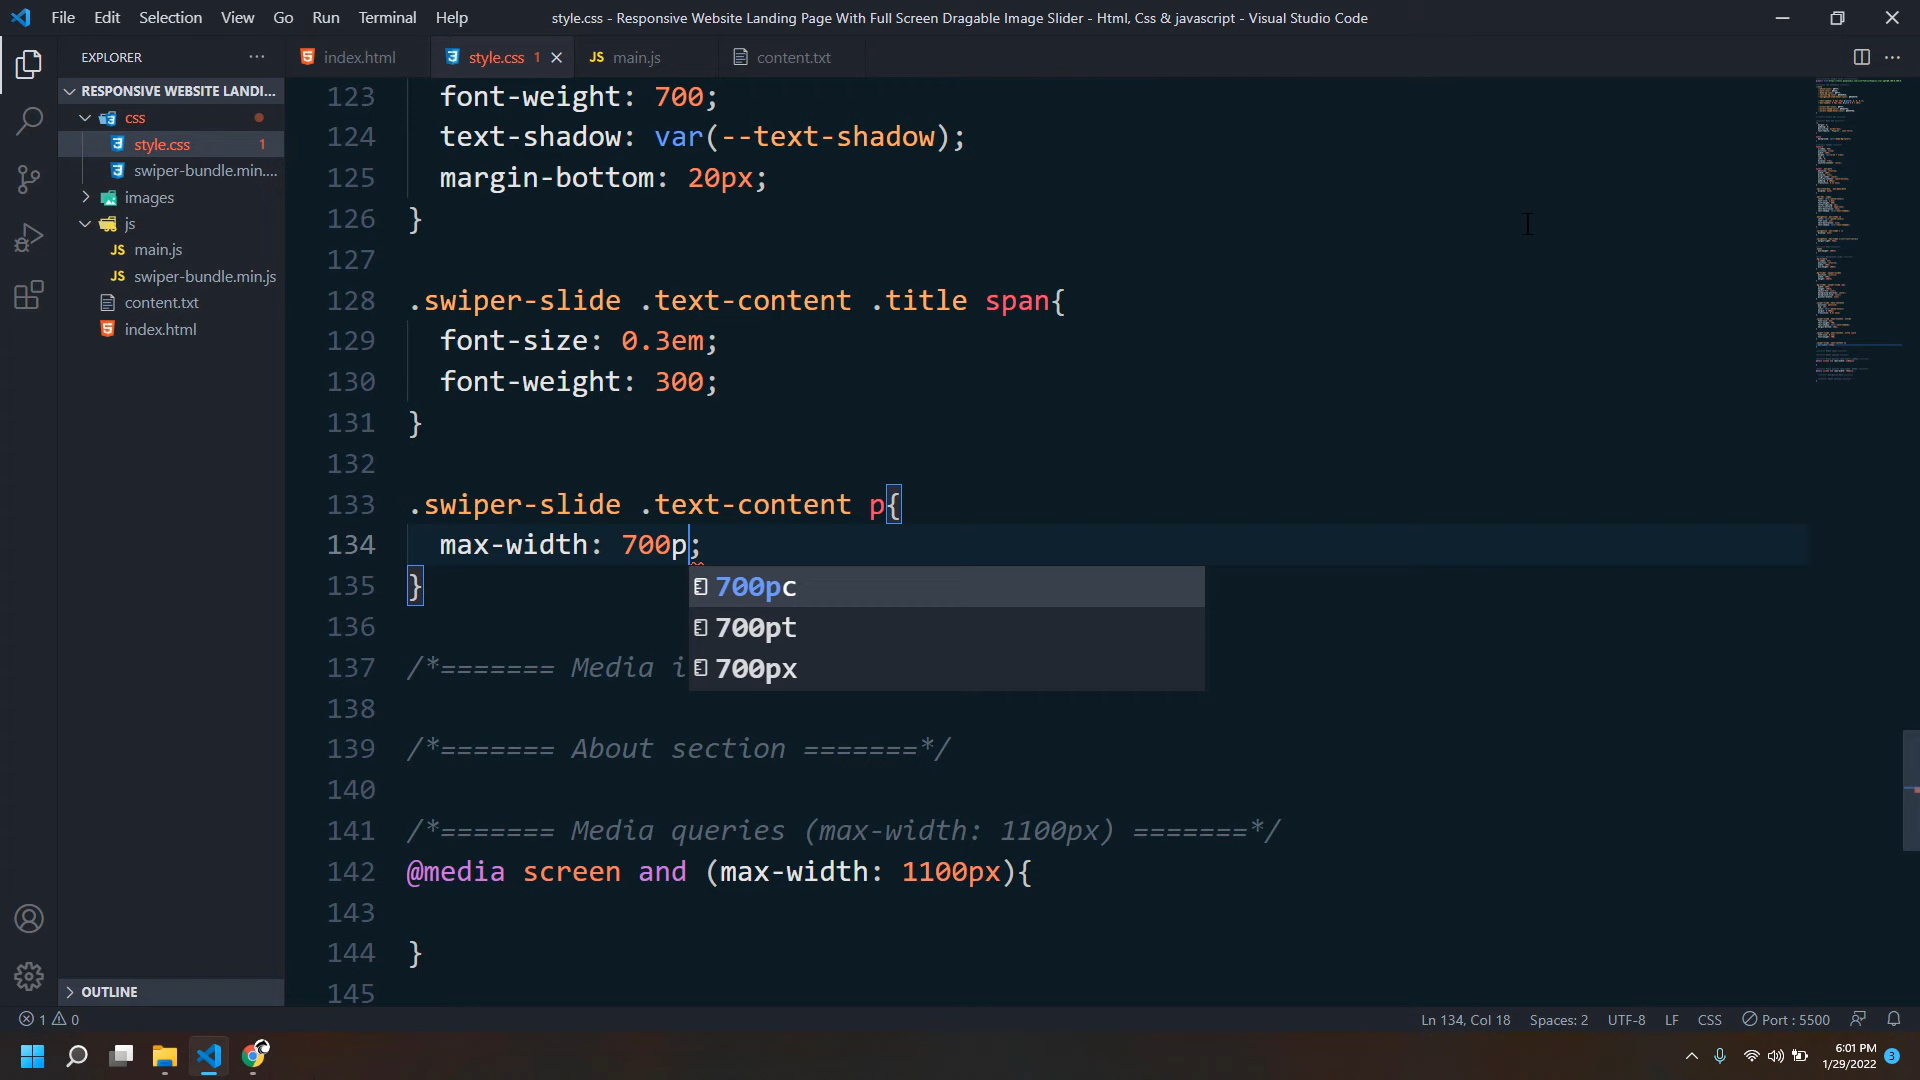 File Edit Selection View Go Run Terminal Help
style.css - Responsive Website Landing Page With Full Screen Dragable Image Slider - Html, Css & javascript - Visual Studio Code
EXPLORER
index.html
style.css 1
main.js
content.txt
RESPONSIVE WEBSITE LANDI...
css
style.css 1
swiper-bundle.min....
images
js
main.js
swiper-bundle.min.js
content.txt
index.html
OUTLINE
123 font-weight: 700;
124 text-shadow: var(--text-shadow);
125 margin-bottom: 20px;
126 }
127
128 .swiper-slide .text-content .title span{
129 font-size: 0.3em;
130 font-weight: 300;
131 }
132
133 .swiper-slide .text-content p{
134 max-width: 700p;
135 }
700pc
136
700pt
137 /*======= Media i
700px
138
139 /*======= About section =======*/
140
141 /*======= Media queries (max-width: 1100px) =======*/
142 @media screen and (max-width: 1100px){
143
144 }
145
1 0
Ln 134, Col 18 Spaces: 2 UTF-8 LF CSS Port : 5500
6:01 PM
1/29/2022
3